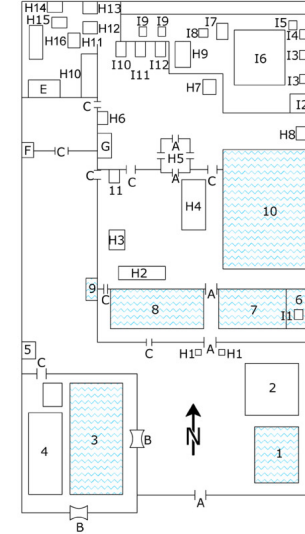 H14 H13
H15 I9 I9 I7 I5
H12 I8 I4
H16 H11
I10 I11 I12 H9 I6 I3
H10 I3
E H7
C I2
H6
H8
F C G A
H5
C C A C
11
H4 10
H3
H2
9 C A 6
8 7 I1
C H1 A H1
5
C
2
3 N
4 B 1
A
B